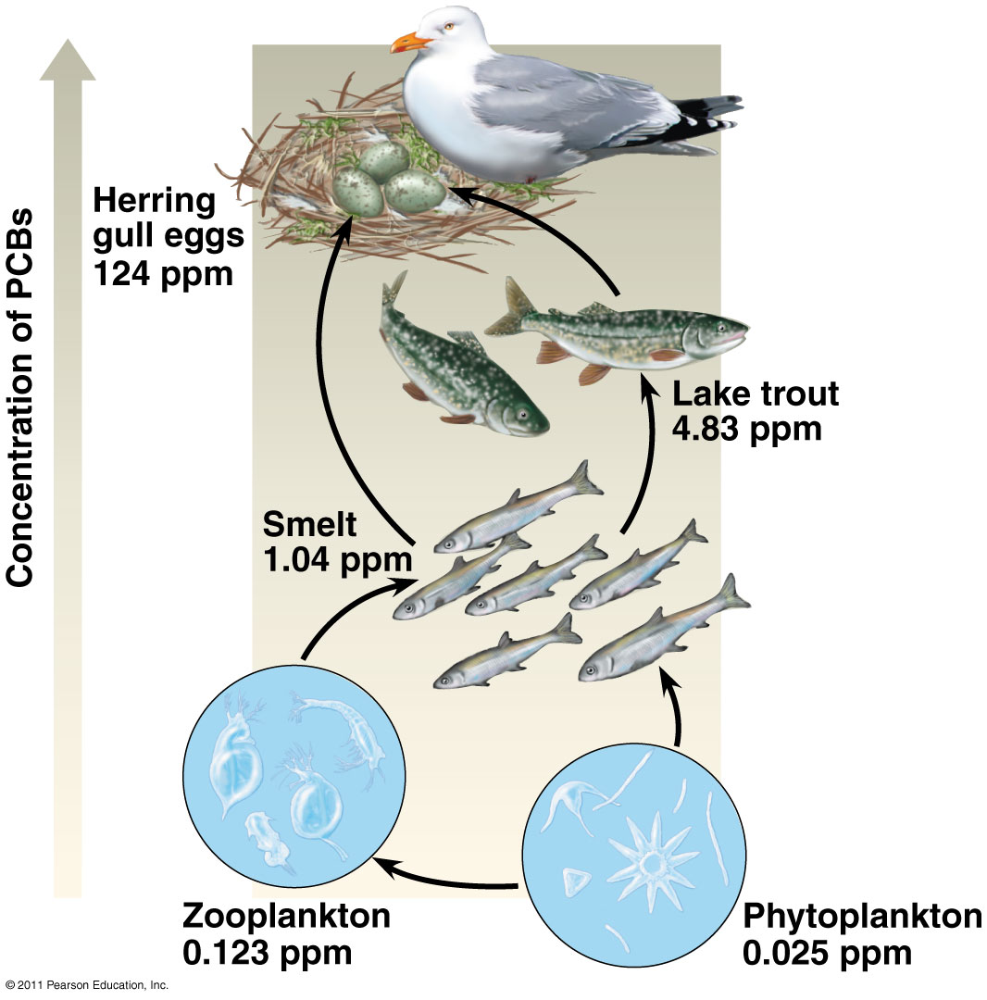 Concentration of PCBs
Herring
gull eggs
124 ppm
Lake trout
4.83 ppm
Smelt
1.04 ppm
Zooplankton
0.123 ppm
Phytoplankton
0.025 ppm
© 2011 Pearson Education, Inc.